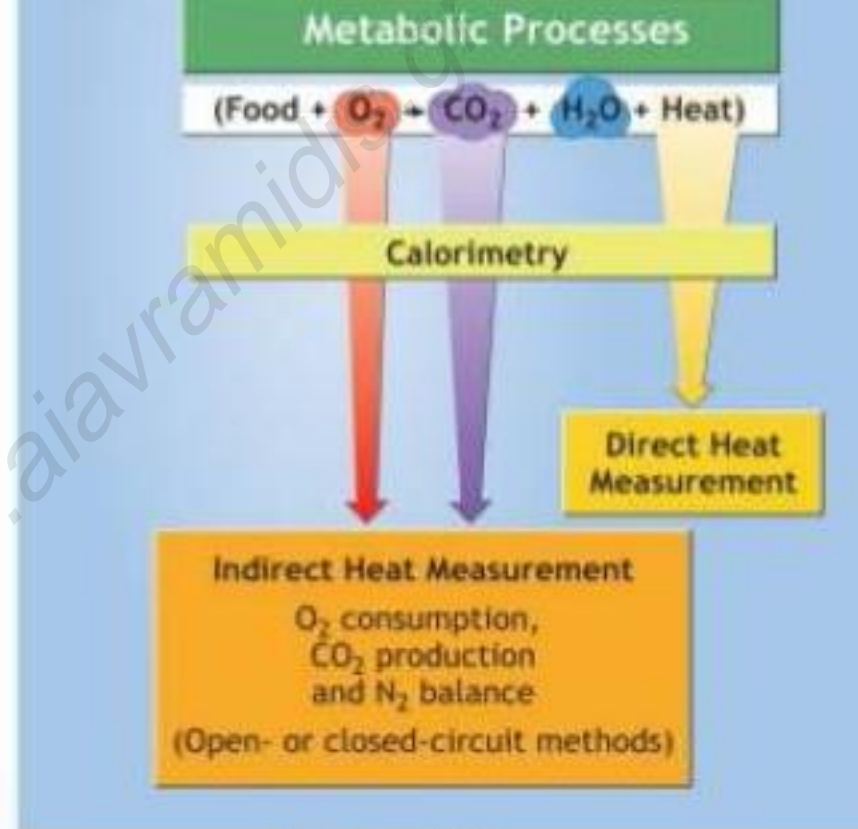 Metabolic Processes
(Food + O₂ → CO₂ + H₂O + Heat)
Calorimetry
Direct Heat
Measurement
Indirect Heat Measurement
O₂ consumption,
CO₂ production
and N₂ balance
(Open- or closed-circuit methods)
.aiavramidis.g